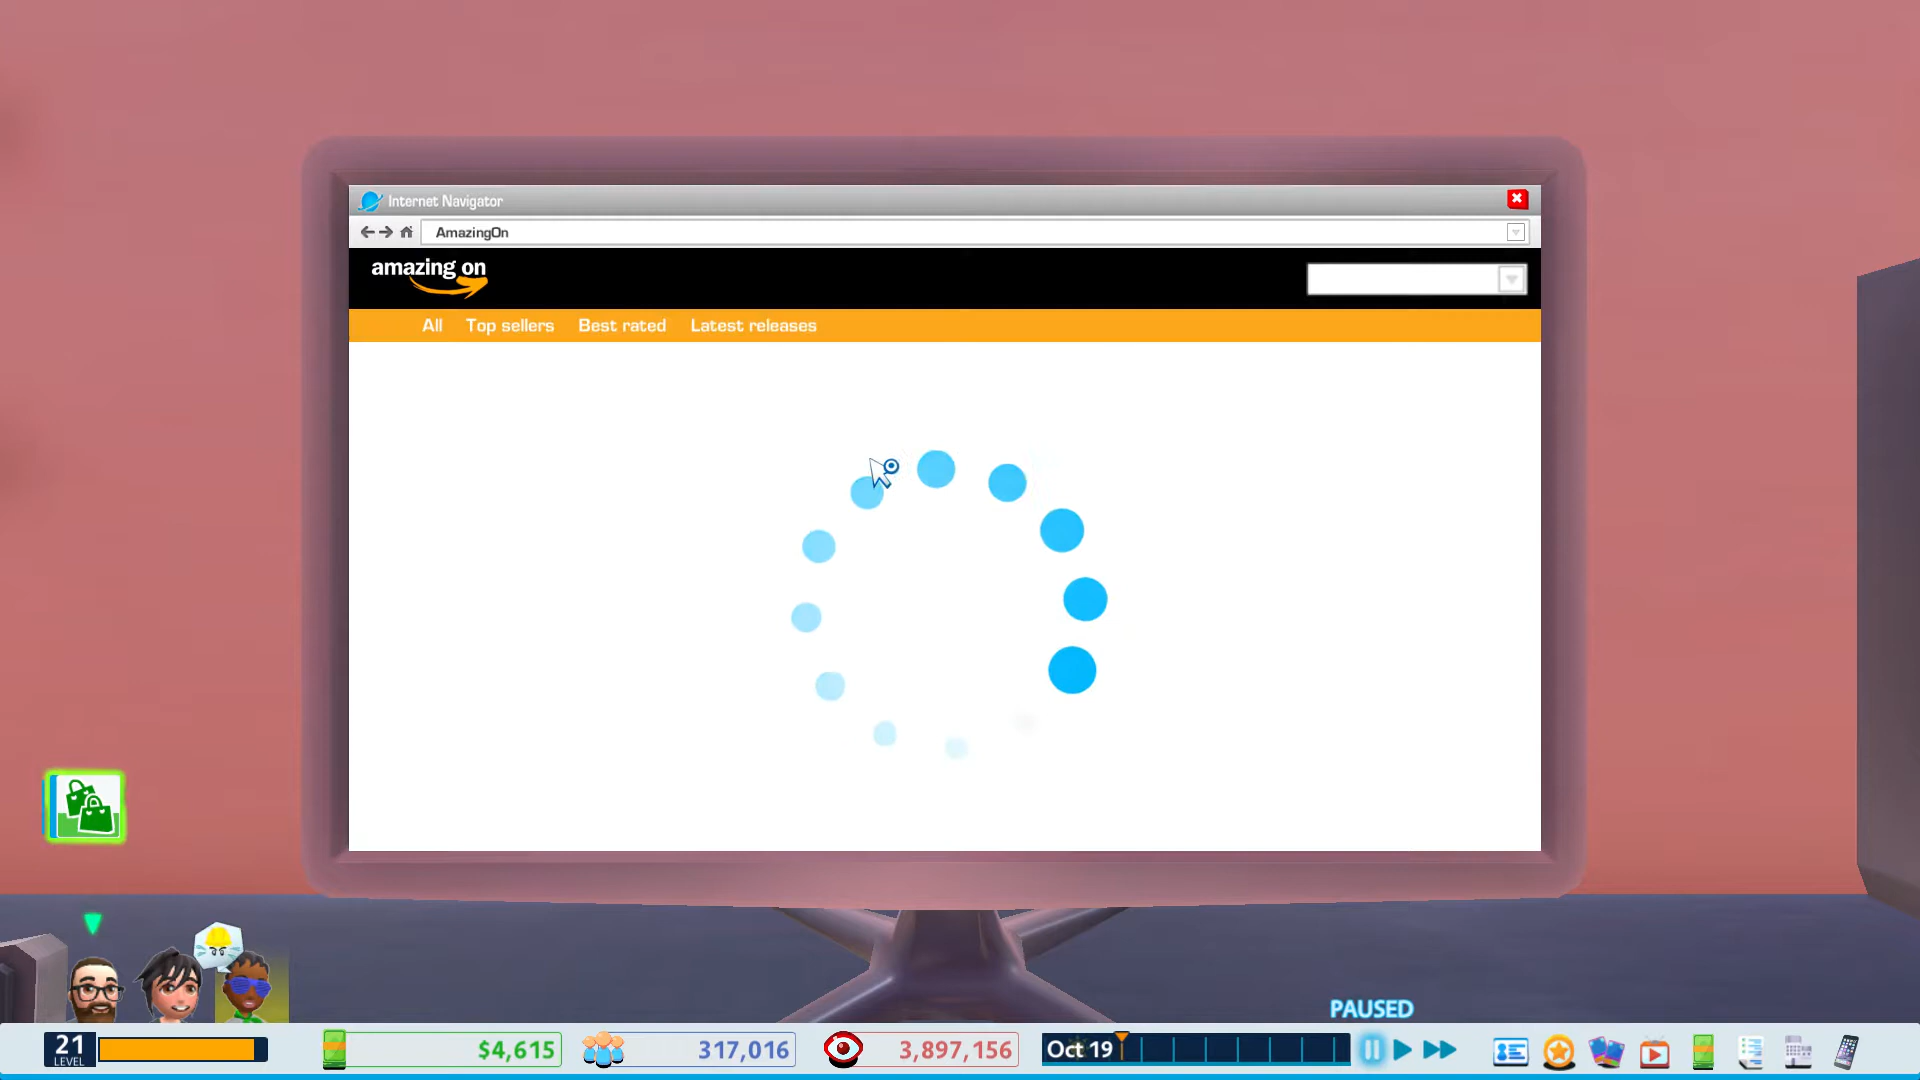 Internet Navigator
AmazingOn
amazing on
All Top sellers Best rated Latest releases
PAUSED
21
LEVEL
$4,615
317,016
3,897,156
Oct 19